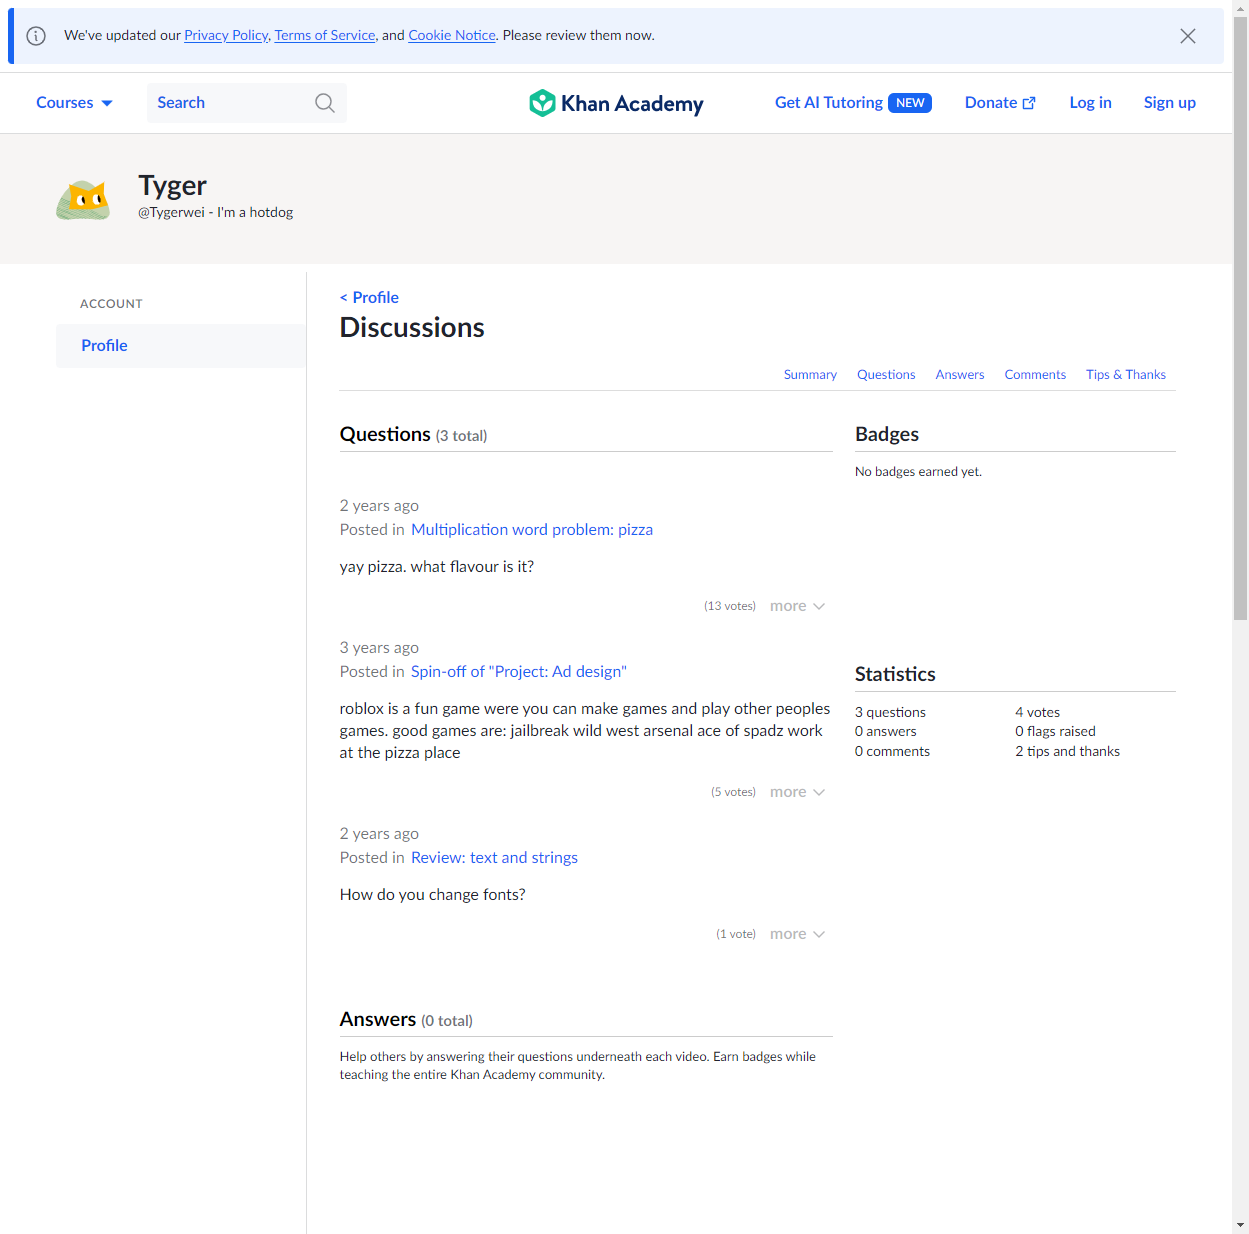 We've updated our Privacy Policy, Terms of Service, and Cookie Notice. Please review them now.
Courses
Search
Khan Academy
Get AI Tutoring NEW
Donate
Log in
Sign up
Tyger
@Tygerwei - I'm a hotdog
ACCOUNT
Profile
< Profile
Discussions
Summary
Questions
Answers
Comments
Tips & Thanks
Questions (3 total)
2 years ago
Posted in Multiplication word problem: pizza
yay pizza. what flavour is it?
(13 votes) more
3 years ago
Posted in Spin-off of "Project: Ad design"
roblox is a fun game were you can make games and play other peoples
games. good games are: jailbreak wild west arsenal ace of spadz work
at the pizza place
(5 votes) more
2 years ago
Posted in Review: text and strings
How do you change fonts?
(1 vote) more
Answers (0 total)
Help others by answering their questions underneath each video. Earn badges while
teaching the entire Khan Academy community.
Badges
No badges earned yet.
Statistics
3 questions
0 answers
0 comments
4 votes
0 flags raised
2 tips and thanks